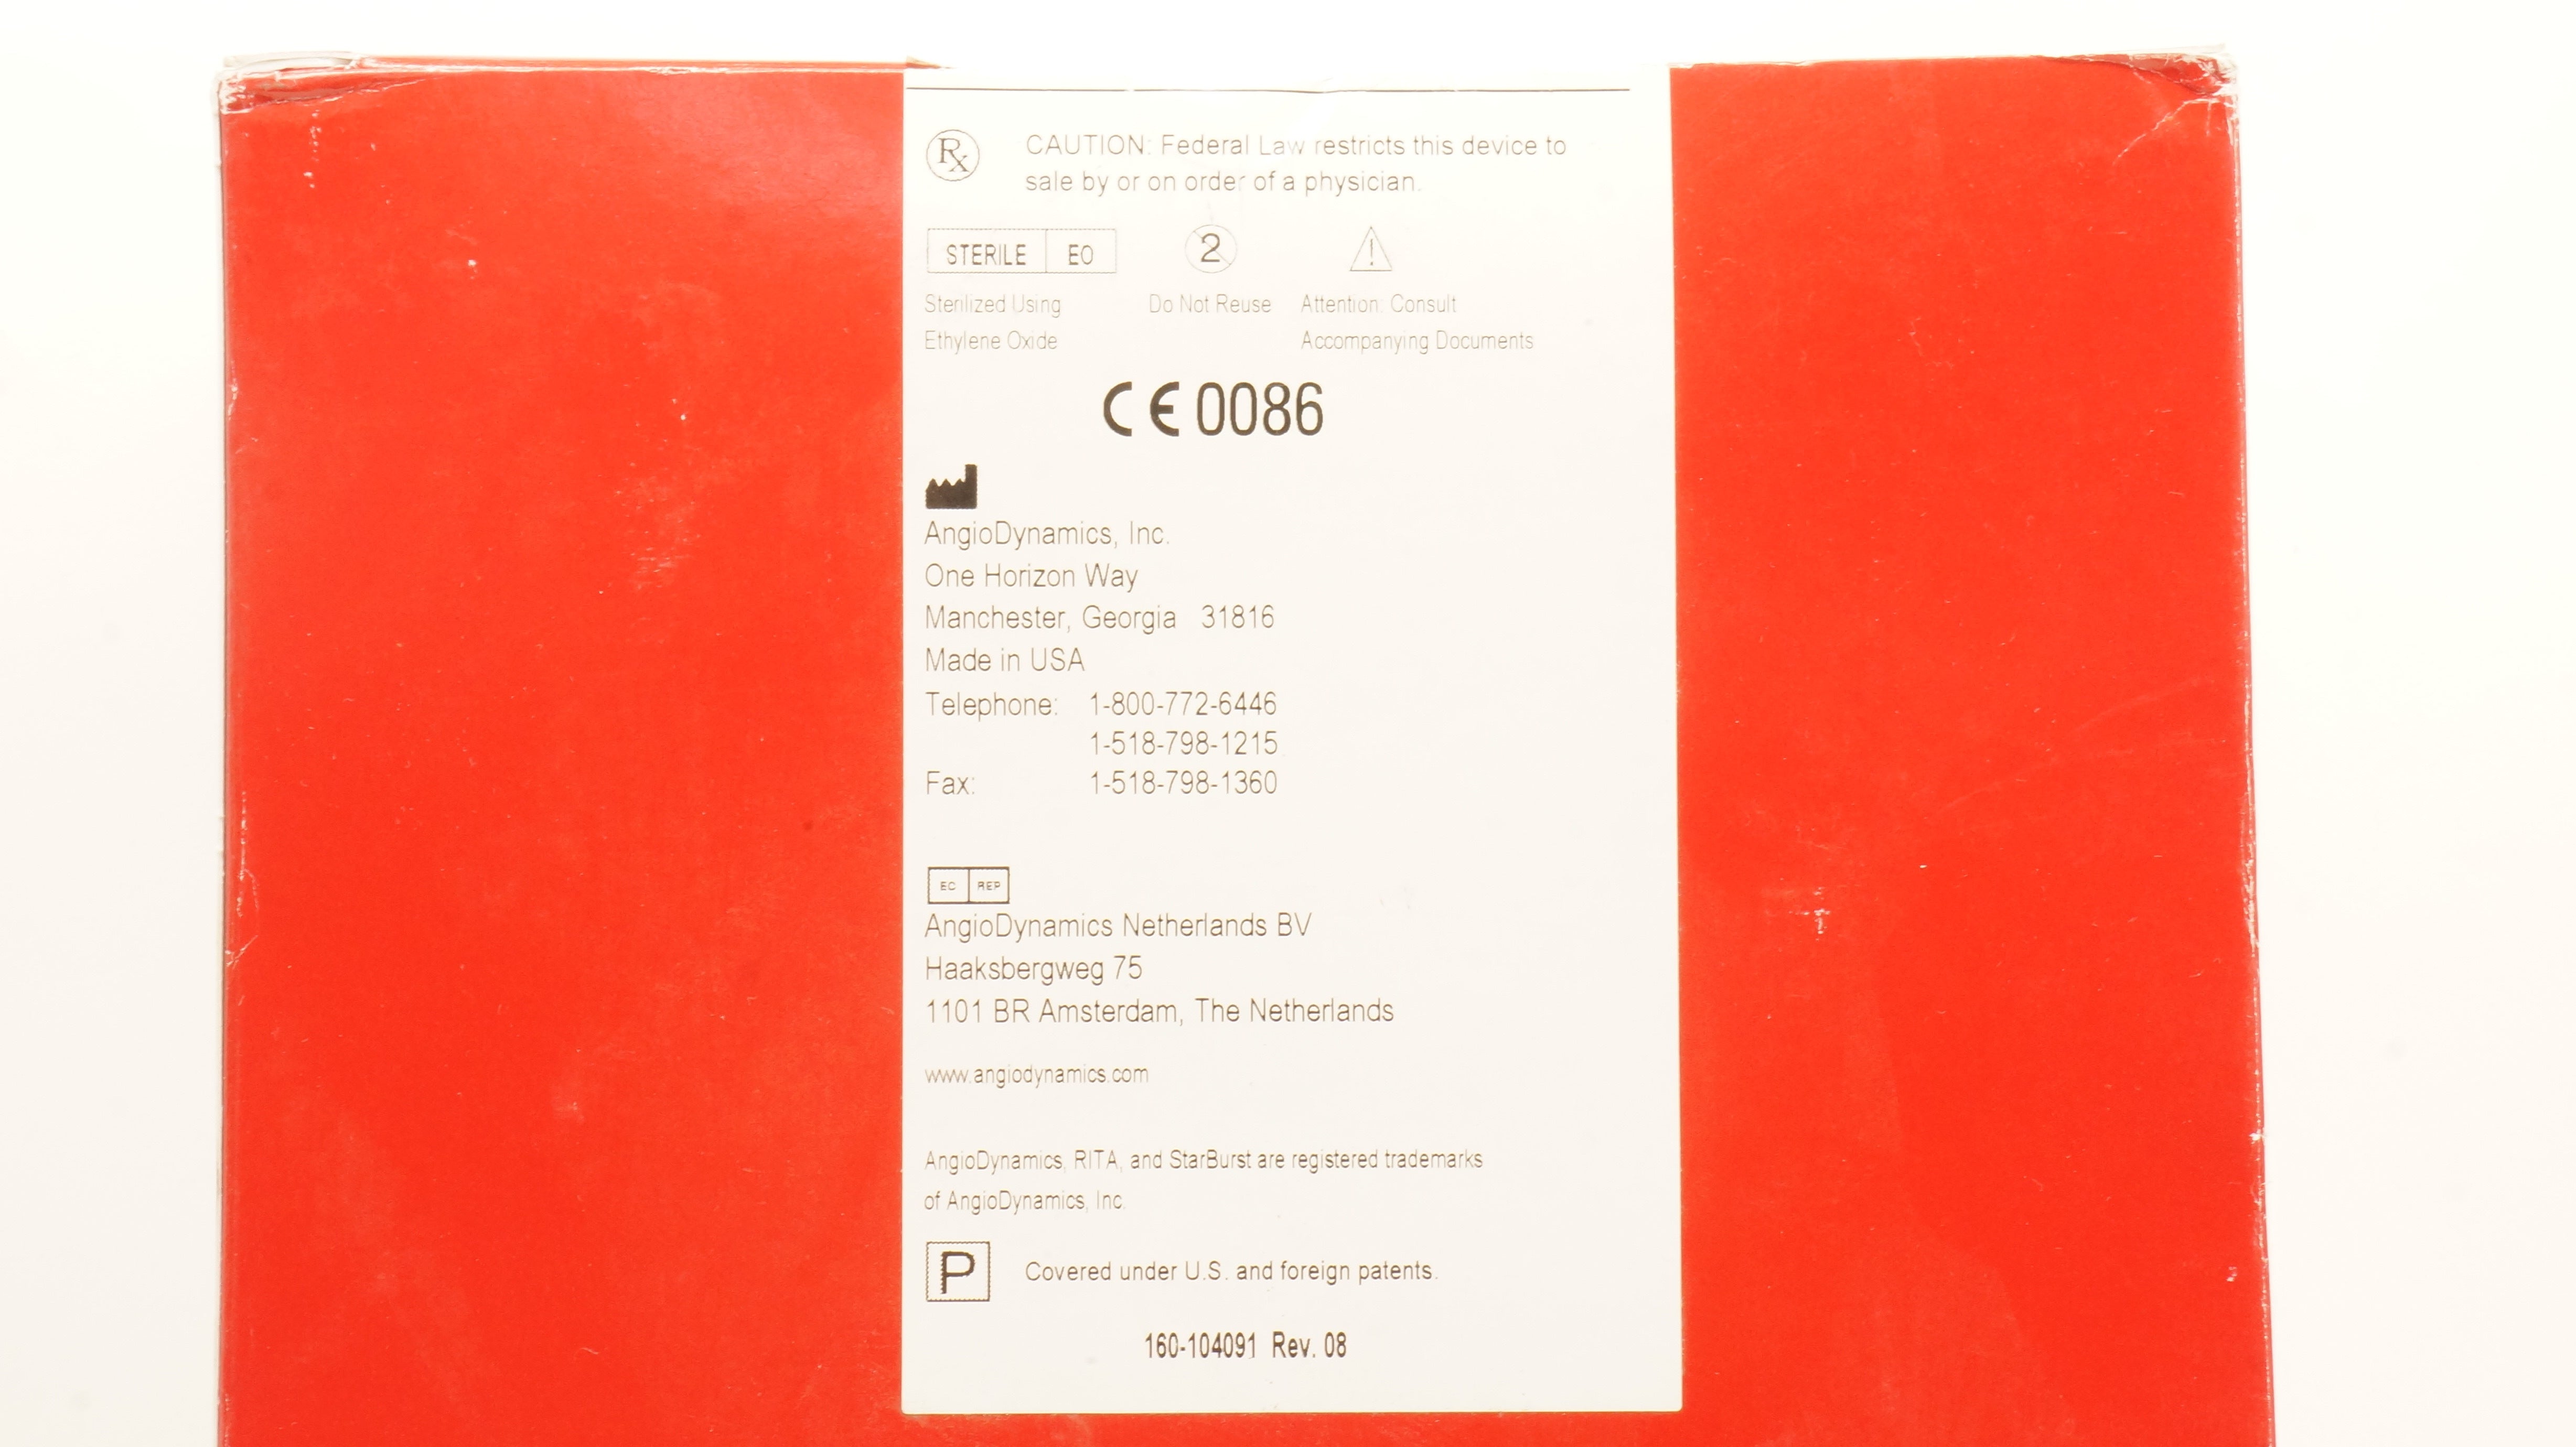 Rx CAUTION: Federal Law restricts this device to
sale by or on order of a physician.
STERILE EO 2 !
Sterilized Using Do Not Reuse Attention: Consult
Ethylene Oxide Accompanying Documents
CE 0086
AngioDynamics, Inc.
One Horizon Way
Manchester, Georgia 31816
Made in USA
Telephone: 1-800-772-6446
1-518-798-1215
Fax: 1-518-798-1360
EC REP
AngioDynamics Netherlands BV
Haaksbergweg 75
1101 BR Amsterdam, The Netherlands
www.angiodynamics.com
AngioDynamics, RITA, and StarBurst are registered trademarks
of AngioDynamics, Inc.
P Covered under U.S. and foreign patents.
160-104091 Rev. 08